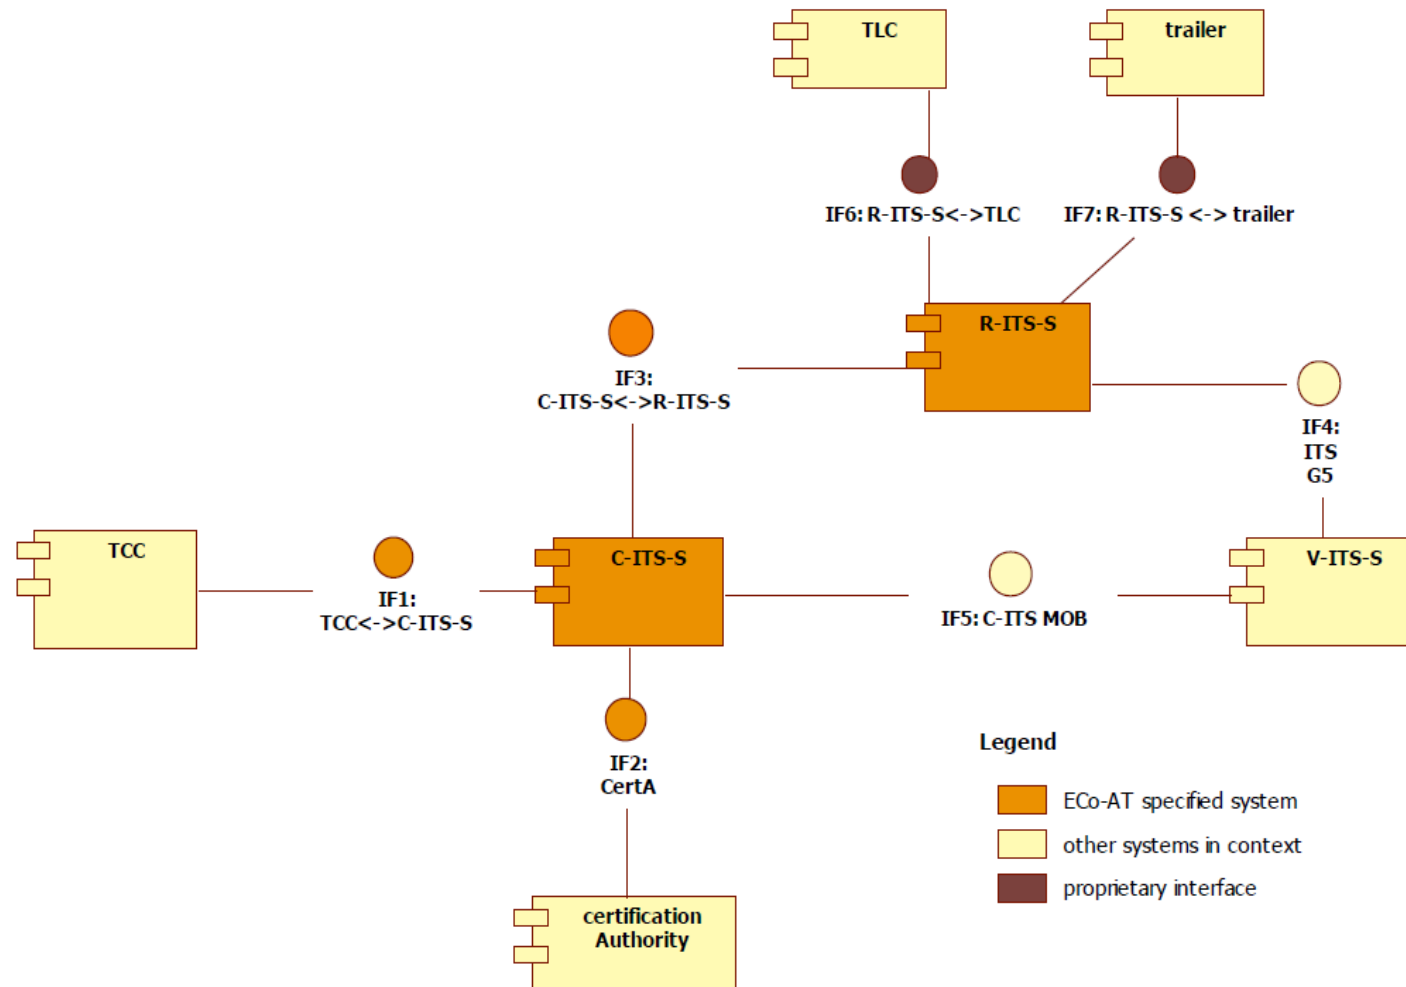 TLC
trailer
IF6: R-ITS-S<->TLC
IF7: R-ITS-S <-> trailer
R-ITS-S
IF3:
C-ITS-S<->R-ITS-S
IF4:
ITS
G5
TCC
IF1:
TCC<->C-ITS-S
C-ITS-S
IF5: C-ITS MOB
V-ITS-S
IF2:
CertA
certification
Authority
Legend
ECo-AT specified system
other systems in context
proprietary interface